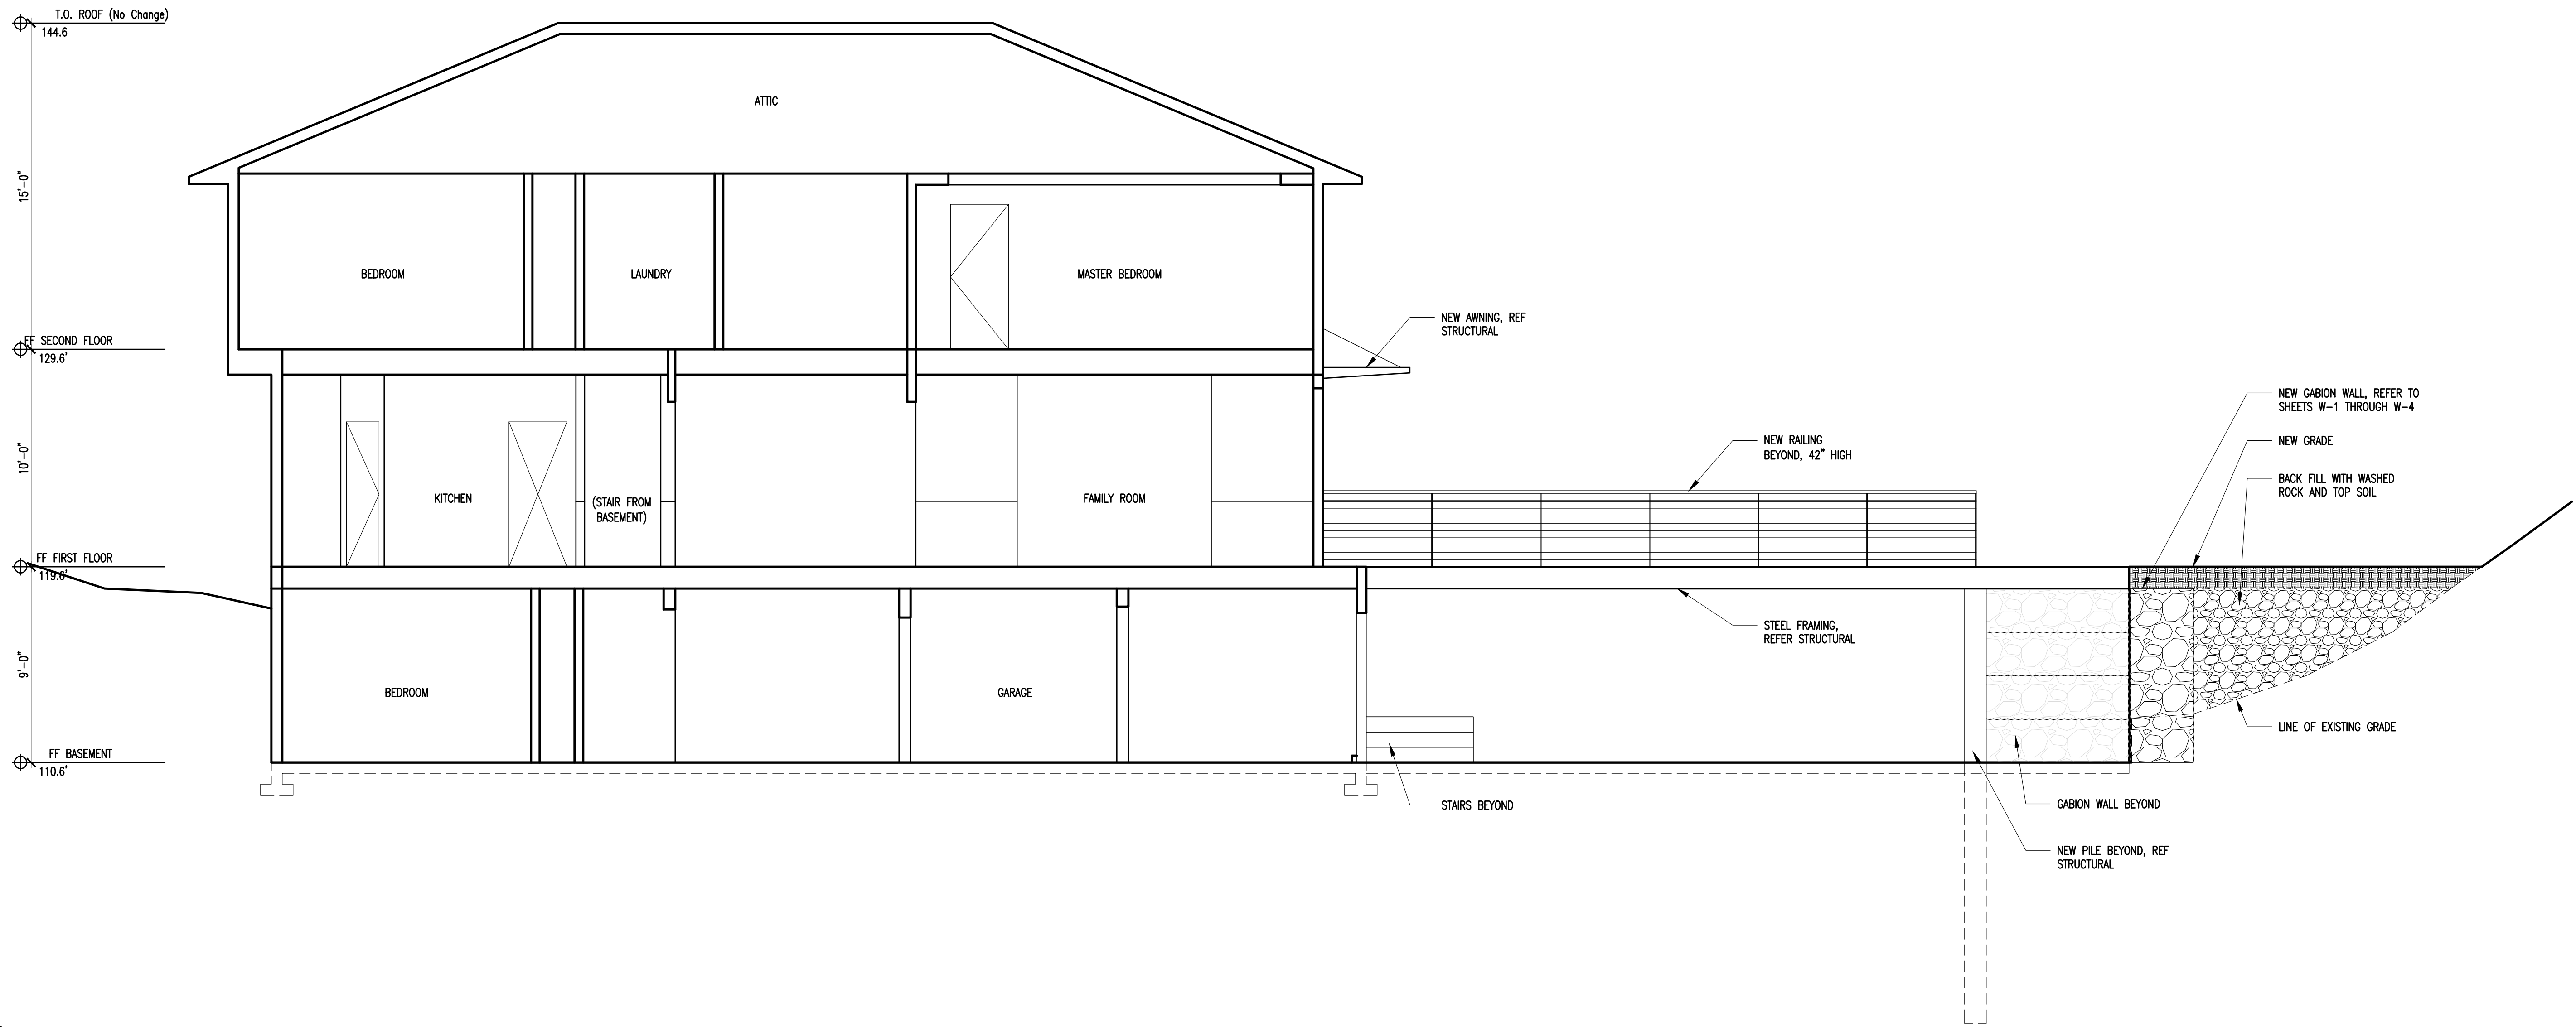 T.O. ROOF (No Change)
144.6
ATTIC
15'-0"
BEDROOM
LAUNDRY
MASTER BEDROOM
NEW AWNING, REF
STRUCTURAL
FF SECOND FLOOR
129.6'
NEW GABION WALL, REFER TO
SHEETS W-1 THROUGH W-4
NEW GRADE
NEW RAILING
BEYOND, 42" HIGH
BACK FILL WITH WASHED
ROCK AND TOP SOIL
10'-0"
KITCHEN
(STAIR FROM
BASEMENT)
FAMILY ROOM
FF FIRST FLOOR
119.6'
STEEL FRAMING,
REFER STRUCTURAL
9'-0"
BEDROOM
GARAGE
LINE OF EXISTING GRADE
FF BASEMENT
110.6'
STAIRS BEYOND
GABION WALL BEYOND
NEW PILE BEYOND, REF
STRUCTURAL